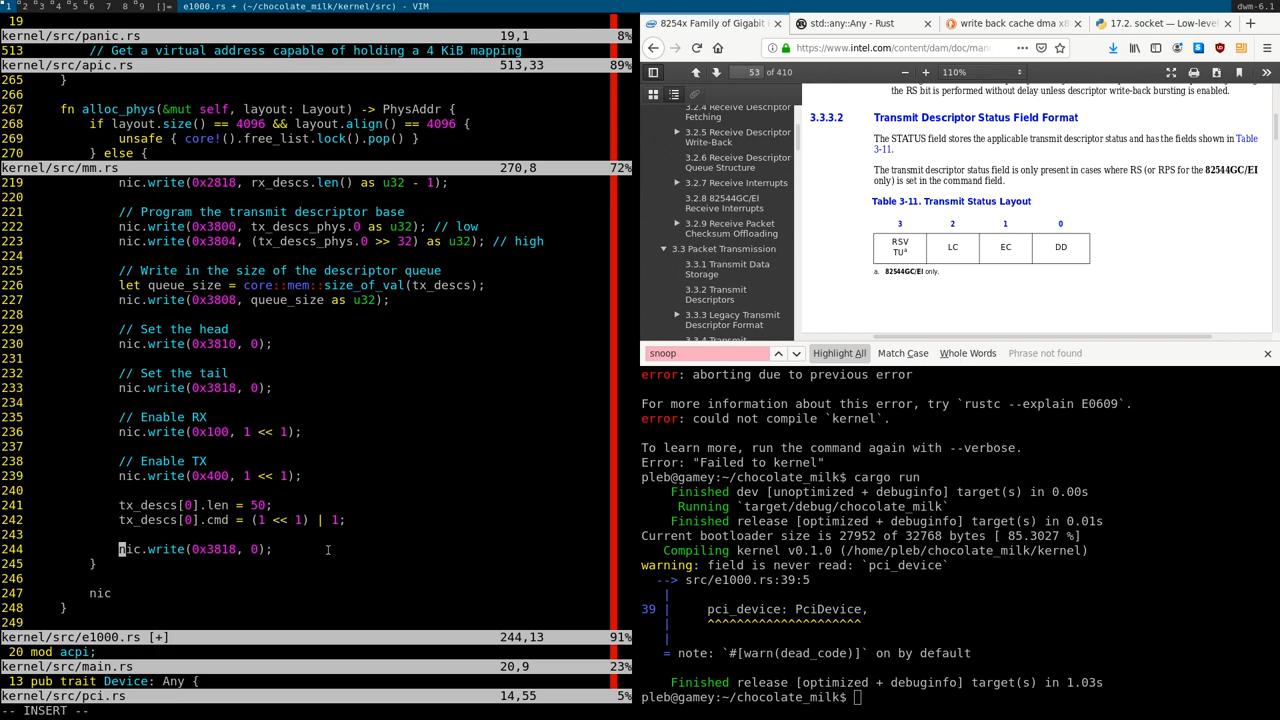 1 2 3 4 5 6 7 8 9 []= e1000.rs + (~/chocolate_milk/kernel/src) - VIM
dwm-6.1
19
kernel/src/panic.rs 19,1 8%
513 // Get a virtual address capable of holding a 4 KiB mapping
kernel/src/apic.rs 513,33 89%
265 }
266
267 fn alloc_phys(&mut self, layout: Layout) -> PhysAddr {
268 if layout.size() == 4096 && layout.align() == 4096 {
269 unsafe { core!().free_list.lock().pop() }
270 } else {
kernel/src/mm.rs 270,8 72%
219 nic.write(0x2818, rx_descs.len() as u32 - 1);
220
221 // Program the transmit descriptor base
222 nic.write(0x3800, tx_descs_phys.0 as u32); // low
223 nic.write(0x3804, (tx_descs_phys.0 >> 32) as u32); // high
224
225 // Write in the size of the descriptor queue
226 let queue_size = core::mem::size_of_val(tx_descs);
227 nic.write(0x3808, queue_size as u32);
228
229 // Set the head
230 nic.write(0x3810, 0);
231
232 // Set the tail
233 nic.write(0x3818, 0);
234
235 // Enable RX
236 nic.write(0x100, 1 << 1);
237
238 // Enable TX
239 nic.write(0x400, 1 << 1);
240
241 tx_descs[0].len = 50;
242 tx_descs[0].cmd = (1 << 1) | 1;
243
244 nic.write(0x3818, 0);
245 }
246
247 nic
248 }
249
kernel/src/e1000.rs [+] 244,13 91%
20 mod acpi;
kernel/src/main.rs 20,9 23%
13 pub trait Device: Any {
kernel/src/pci.rs 14,55 5%
-- INSERT --
8254x Family of Gigabit
std::any::Any - Rust
write back cache dma x8
17.2. socket — Low-level
https://www.intel.com/content/dam/doc/man
53 of 410
110%
3.2.4 Receive Descriptor
Fetching
3.2.5 Receive Descriptor
Write-Back
3.2.6 Receive Descriptor
Queue Structure
3.2.7 Receive Interrupts
3.2.8 82544GC/EI
Receive Interrupts
3.2.9 Receive Packet
Checksum Offloading
3.3 Packet Transmission
3.3.1 Transmit Data
Storage
3.3.2 Transmit
Descriptors
3.3.3 Legacy Transmit
Descriptor Format
3.3.4 Transmit
the RS bit is performed without delay unless descriptor write-back bursting is enabled.
3.3.3.2 Transmit Descriptor Status Field Format
The STATUS field stores the applicable transmit descriptor status and has the fields shown in Table
3-11.
The transmit descriptor status field is only present in cases where RS (or RPS for the 82544GC/EI
only) is set in the command field.
Table 3-11. Transmit Status Layout
3 2 1 0
RSV
TUa LC EC DD
a. 82544GC/EI only.
snoop
Highlight All Match Case Whole Words Phrase not found
error: aborting due to previous error
For more information about this error, try `rustc --explain E0609`.
error: could not compile `kernel`.
To learn more, run the command again with --verbose.
Error: "Failed to kernel"
pleb@gamey:~/chocolate_milk$ cargo run
Finished dev [unoptimized + debuginfo] target(s) in 0.00s
Running `target/debug/chocolate_milk`
Finished release [optimized + debuginfo] target(s) in 0.01s
Current bootloader size is 27952 of 32768 bytes [ 85.3027 %]
Compiling kernel v0.1.0 (/home/pleb/chocolate_milk/kernel)
warning: field is never read: `pci_device`
--> src/e1000.rs:39:5
|
39 | pci_device: PciDevice,
| ^^^^^^^^^^^^^^^^^^^^^
|
= note: `#[warn(dead_code)]` on by default
Finished release [optimized + debuginfo] target(s) in 1.03s
pleb@gamey:~/chocolate_milk$